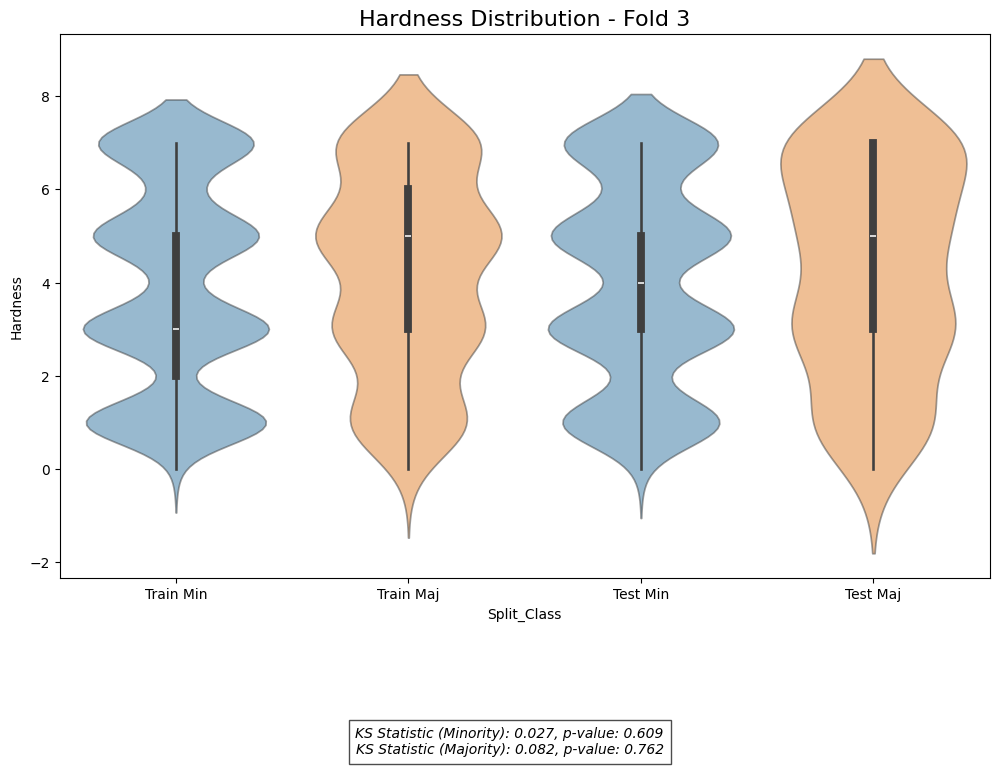 Hardness Distribution - Fold 3
Hardness
8
6
4
2
0
−2
Train Min
Train Maj
Test Min
Test Maj
Split_Class
KS Statistic (Minority): 0.027, p-value: 0.609
KS Statistic (Majority): 0.082, p-value: 0.762